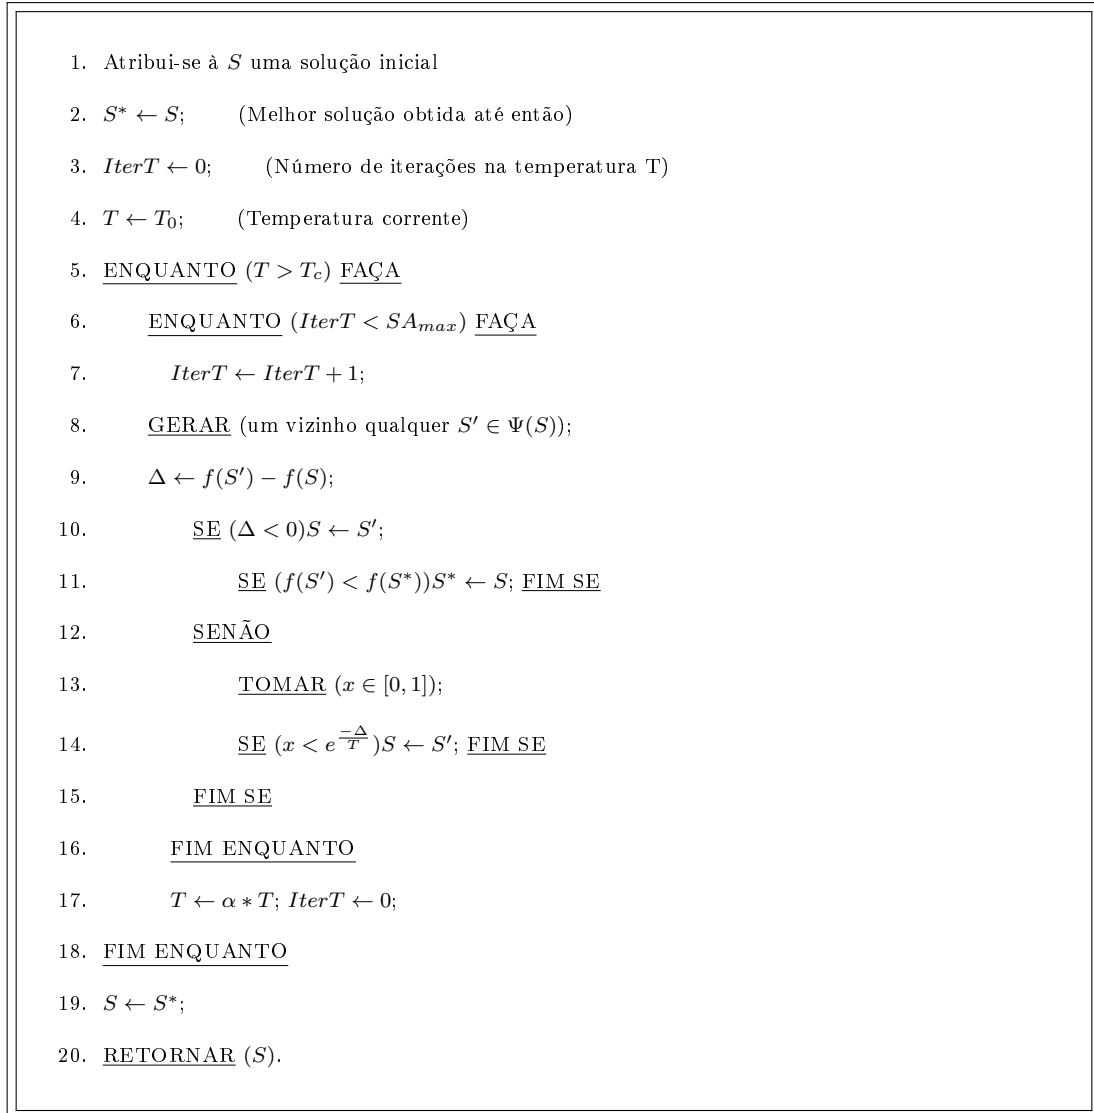 1. Atribui-se à S uma solução inicial
2. S* ← S; (Melhor solução obtida até então)
3. IterT ← 0; (Número de iterações na temperatura T)
4. T ← T₀; (Temperatura corrente)
5. ENQUANTO (T > T_c) FAÇA
6. ENQUANTO (IterT < SA_{max}) FAÇA
7. IterT ← IterT + 1;
8. GERAR (um vizinho qualquer S′ ∈ Ψ(S));
9. Δ ← f(S′) − f(S);
10. SE (Δ < 0)S ← S′;
11. SE (f(S′) < f(S*))S* ← S; FIM SE
12. SENÃO
13. TOMAR (x ∈ [0, 1]);
14. SE (x < e^{\frac{−Δ}{T}})S ← S′; FIM SE
15. FIM SE
16. FIM ENQUANTO
17. T ← α ∗ T; IterT ← 0;
18. FIM ENQUANTO
19. S ← S*;
20. RETORNAR (S).